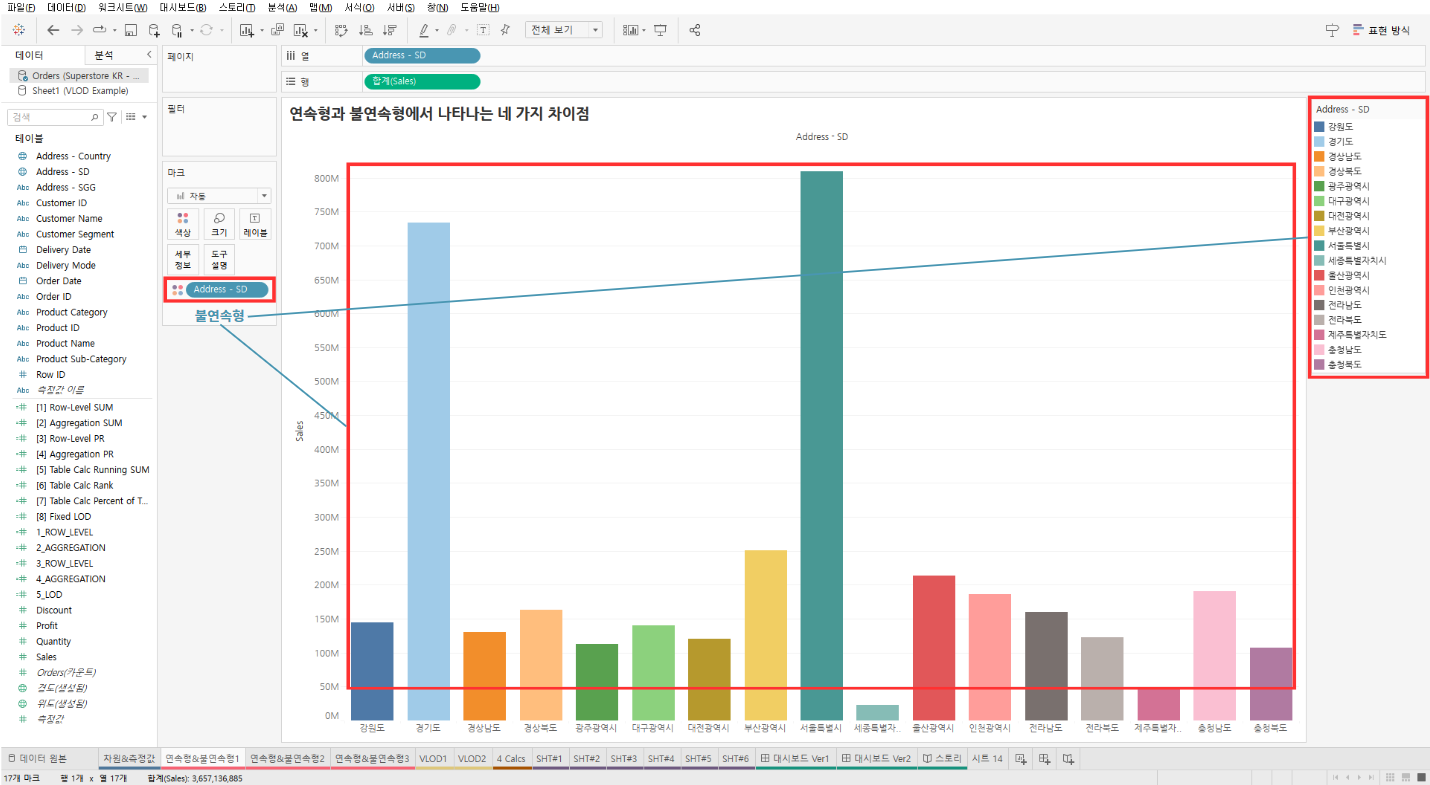 파일(F) 데이터(D) 워크시트(W) 대시보드(B) 스토리(T) 분석(A) 맵(M) 서식(O) 서버(S) 창(N) 도움말(H)
전체 보기
표현 방식
데이터 분석
Orders (Superstore KR - ...
Sheet1 (VLOD Example)
검색
테이블
Address - Country
Address - SD
Abc Address - SGG
Abc Customer ID
Abc Customer Name
Abc Customer Segment
Delivery Date
Abc Delivery Mode
Order Date
Abc Order ID
Abc Product Category
Abc Product ID
Abc Product Name
Abc Product Sub-Category
# Row ID
Abc 측정값 이름
=# [1] Row-Level SUM
=# [2] Aggregation SUM
=# [3] Row-Level PR
=# [4] Aggregation PR
=# [5] Table Calc Running SUM
=# [6] Table Calc Rank
=# [7] Table Calc Percent of T...
=# [8] Fixed LOD
=# 1_ROW_LEVEL
=# 2_AGGREGATION
=# 3_ROW_LEVEL
=# 4_AGGREGATION
=# 5_LOD
# Discount
# Profit
# Quantity
# Sales
# Orders(카운트)
경도(생성됨)
위도(생성됨)
# 측정값
페이지
필터
마크
자동
색상 크기 레이블
세부 정보
도구 설명
Address - SD
불연속형
열 Address - SD
행 합계(Sales)
연속형과 불연속형에서 나타나는 네 가지 차이점
Address - SD
Sales
800M
750M
700M
650M
600M
550M
500M
450M
400M
350M
300M
250M
200M
150M
100M
50M
0M
강원도 경기도 경상남도 경상북도 광주광역시 대구광역시 대전광역시 부산광역시 서울특별시 세종특별자.. 울산광역시 인천광역시 전라남도 전라북도 제주특별자.. 충청남도 충청북도
Address - SD
강원도
경기도
경상남도
경상북도
광주광역시
대구광역시
대전광역시
부산광역시
서울특별시
세종특별자치시
울산광역시
인천광역시
전라남도
전라북도
제주특별자치도
충청남도
충청북도
데이터 원본 차원&측정값 연속형&불연속형1 연속형&불연속형2 연속형&불연속형3 VLOD1 VLOD2 4 Calcs SHT#1 SHT#2 SHT#3 SHT#4 SHT#5 SHT#6 대시보드 Ver1 대시보드 Ver2 스토리 시트 14
17개 마크 행 1개 x 열 17개 합계(Sales): 3,657,136,885